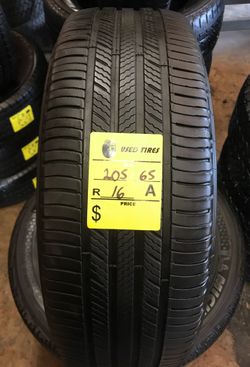 USED TIRES
205 65
R 16 A
$ PRICE